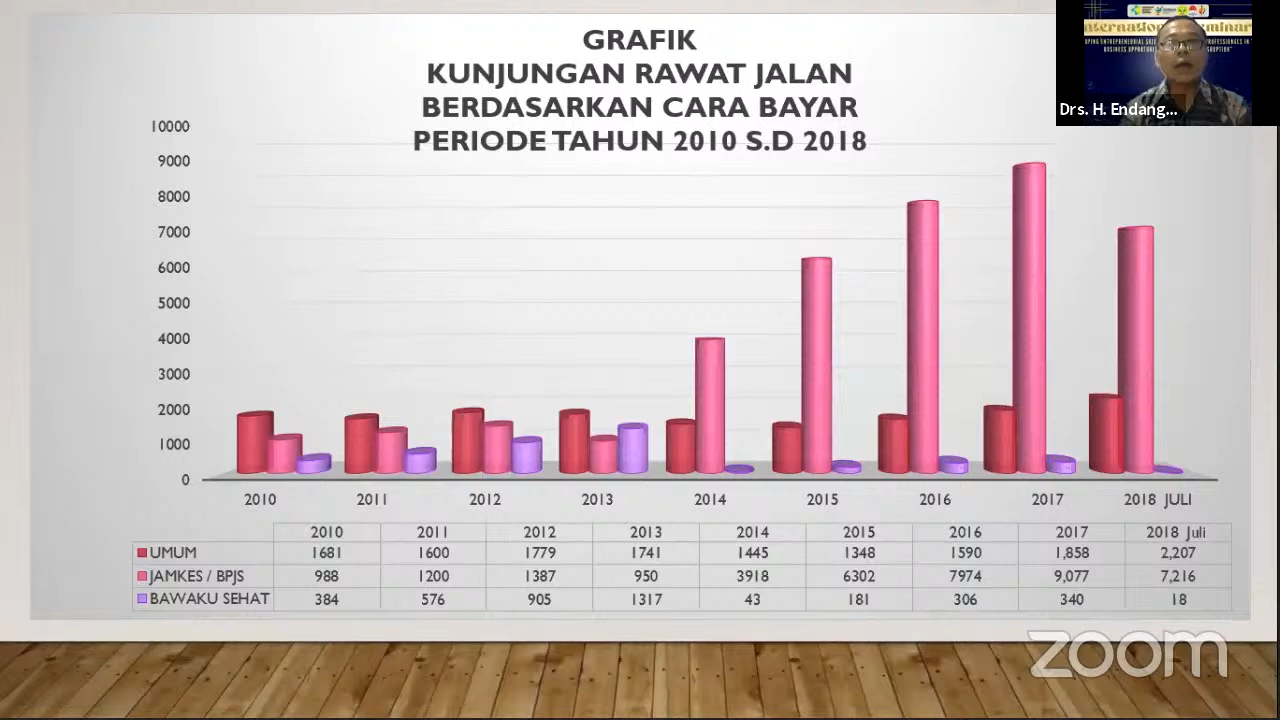 GRAFIK
KUNJUNGAN RAWAT JALAN
BERDASARKAN CARA BAYAR
PERIODE TAHUN 2010 S.D 2018
International Seminar
BUSINESS
Drs. H. Endang...
10000
9000
8000
7000
6000
5000
4000
3000
2000
1000
0
2010 2011 2012 2013 2014 2015 2016 2017 2018 JULI
2010 2011 2012 2013 2014 2015 2016 2017 2018 Juli
UMUM 1681 1600 1779 1741 1445 1348 1590 1,858 2,207
JAMKES / BPJS 988 1200 1387 950 3918 6302 7974 9,077 7,216
BAWAKU SEHAT 384 576 905 1317 43 181 306 340 18
zoom